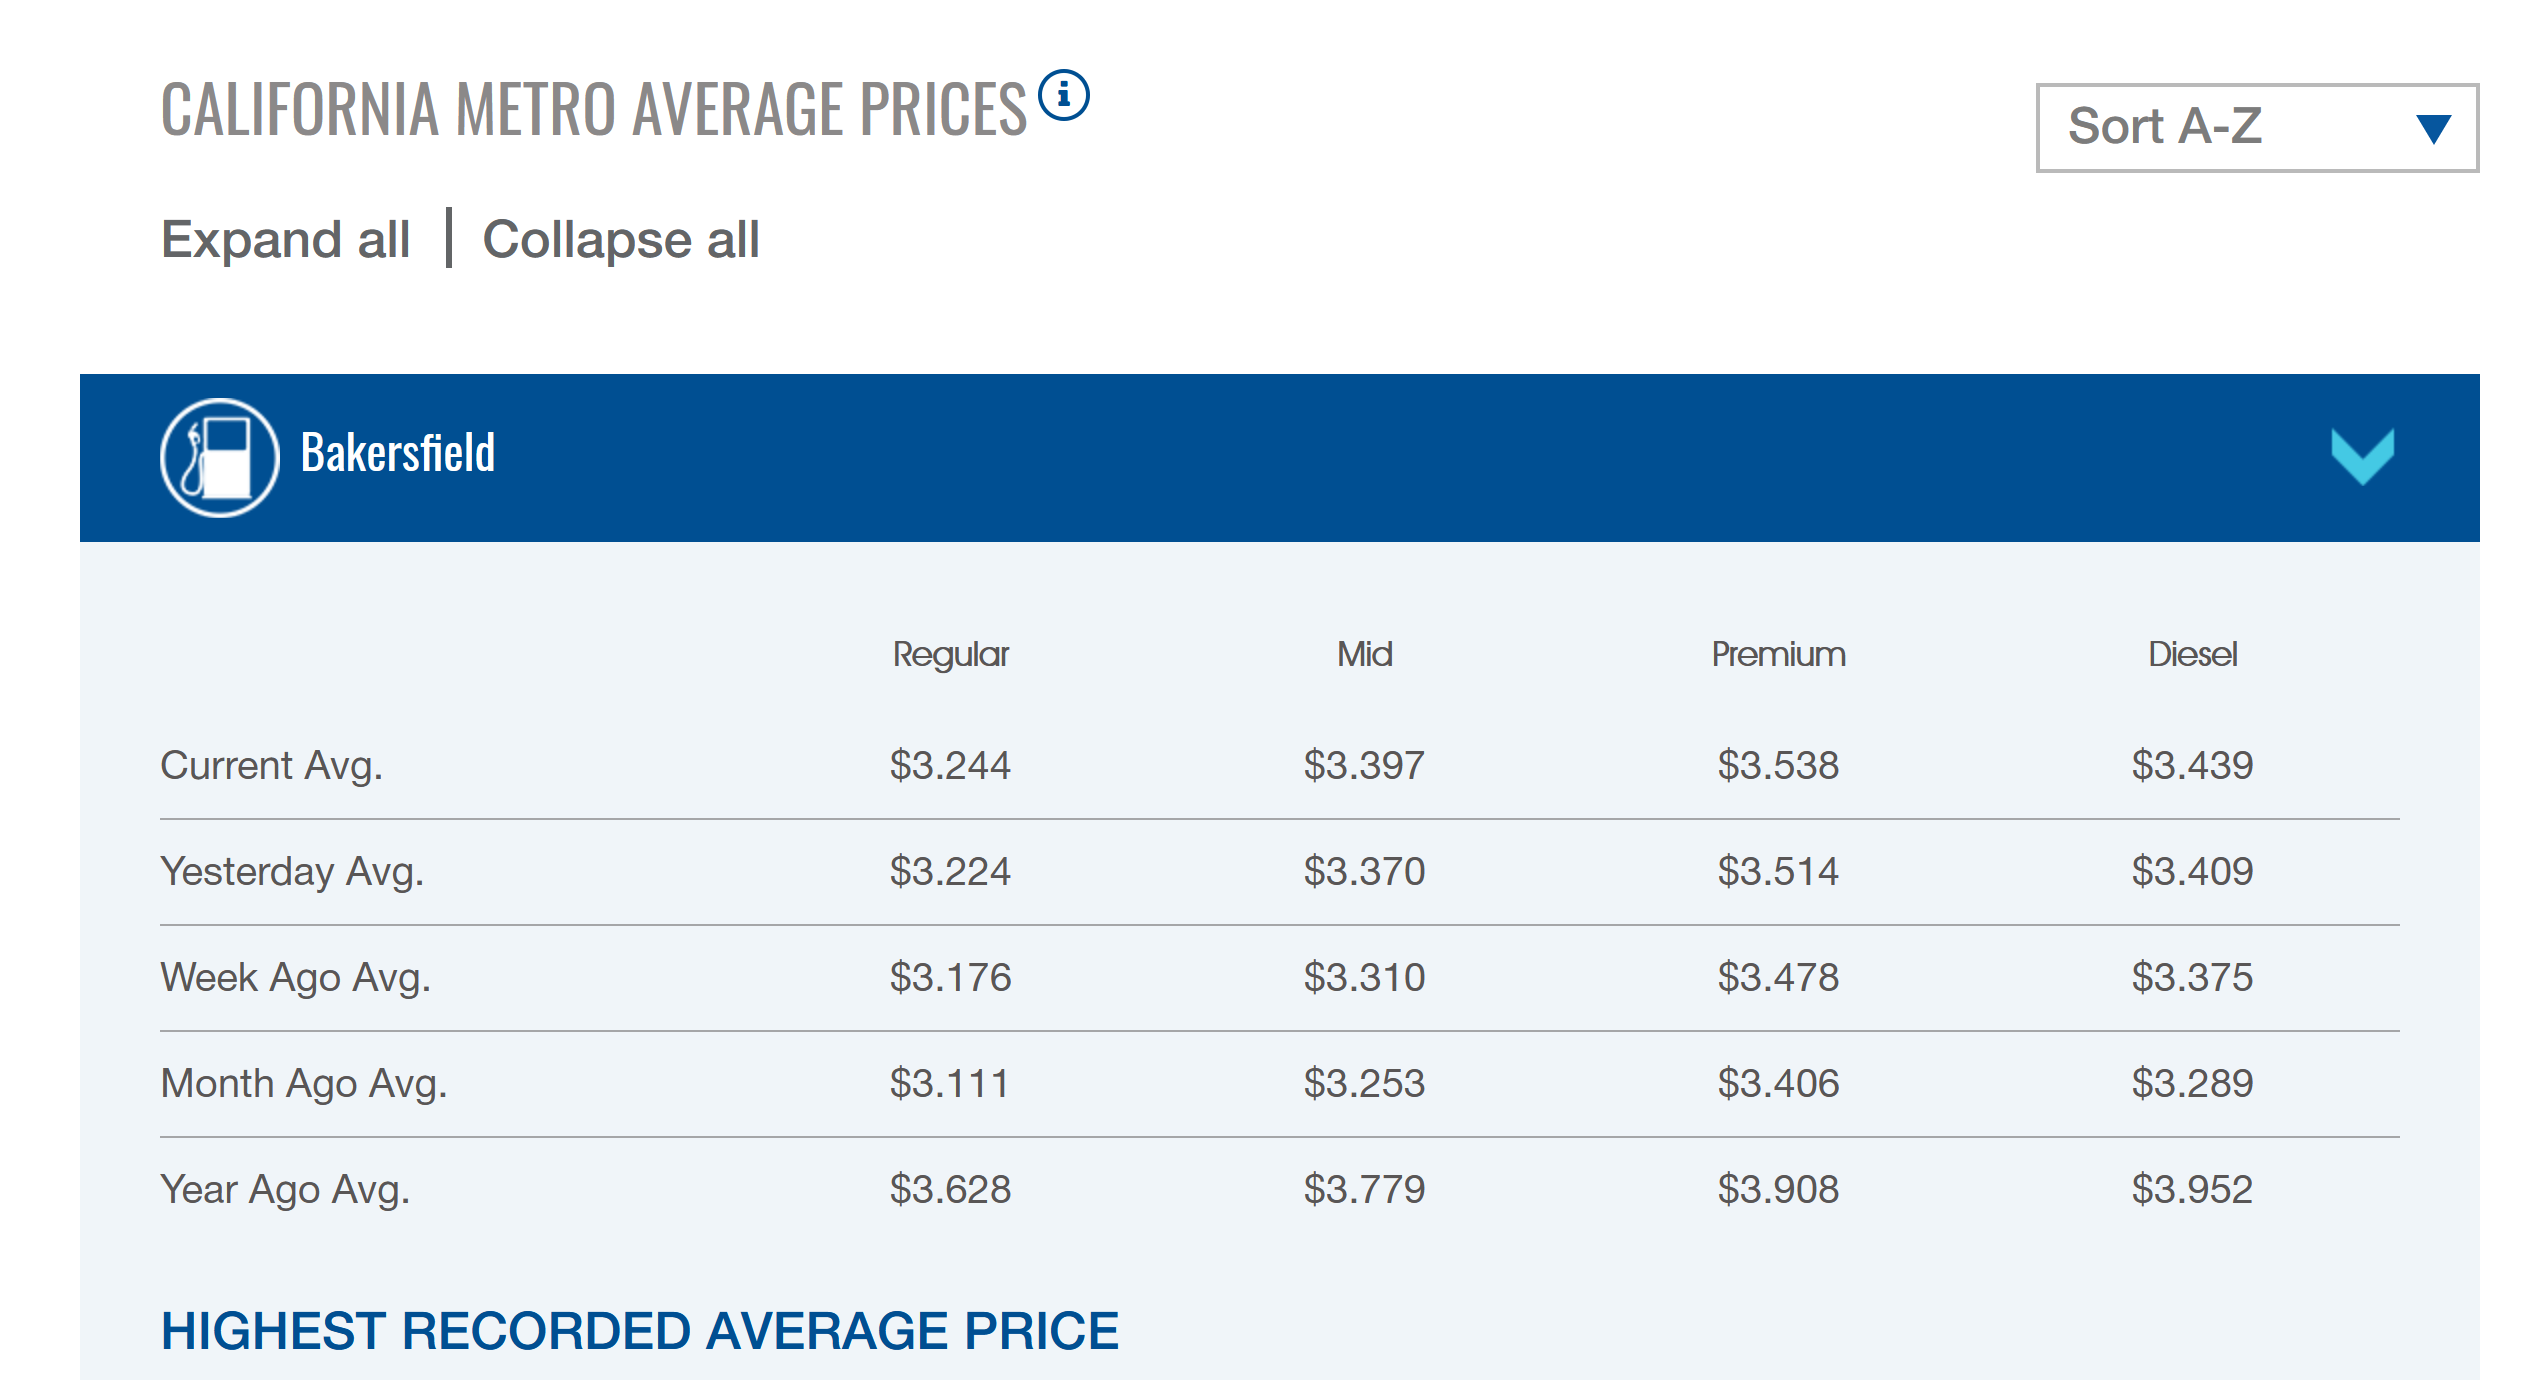 CALIFORNIA METRO AVERAGE PRICES i
Sort A-Z
Expand all | Collapse all
Bakersfield
Regular Mid Premium Diesel
Current Avg. $3.244 $3.397 $3.538 $3.439
Yesterday Avg. $3.224 $3.370 $3.514 $3.409
Week Ago Avg. $3.176 $3.310 $3.478 $3.375
Month Ago Avg. $3.111 $3.253 $3.406 $3.289
Year Ago Avg. $3.628 $3.779 $3.908 $3.952
HIGHEST RECORDED AVERAGE PRICE